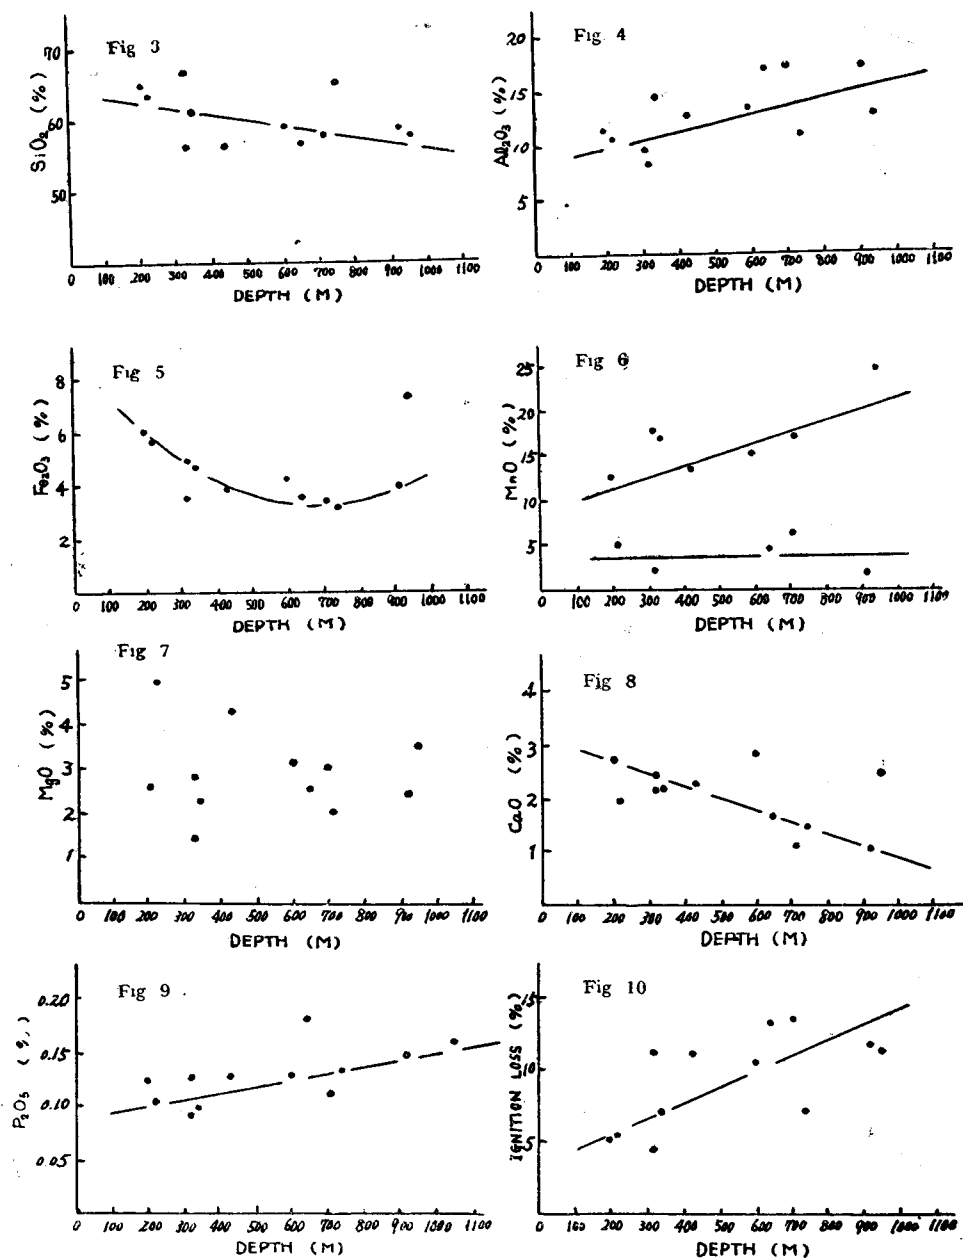 Fig 3
SiO₂ (%)
70
60
50
0 100 200 300 400 500 600 700 800 900 1000 1100
DEPTH (M)
Fig 4
Al₂O₃ (%)
20
15
10
5
0 100 200 300 400 500 600 700 800 900 1000 1100
DEPTH (M)
Fig 5
Fe₂O₃ (%)
8
6
4
2
0 100 200 300 400 500 600 700 800 900 1000 1100
DEPTH (M)
Fig 6
MnO (%)
25
20
15
10
5
0 100 200 300 400 500 600 700 800 900 1000 1100
DEPTH (M)
Fig 7
MgO (%)
5
4
3
2
1
0 100 200 300 400 500 600 700 800 900 1000 1100
DEPTH (M)
Fig 8
CaO (%)
4
3
2
1
0 100 200 300 400 500 600 700 800 900 1000 1100
DEPTH (M)
Fig 9
P₂O₅ (%)
0.20
0.15
0.10
0.05
0 100 200 300 400 500 600 700 800 900 1000 1100
DEPTH (M)
Fig 10
IGNITION LOSS (%)
15
10
5
0 100 200 300 400 500 600 700 800 900 1000 1100
DEPTH (M)